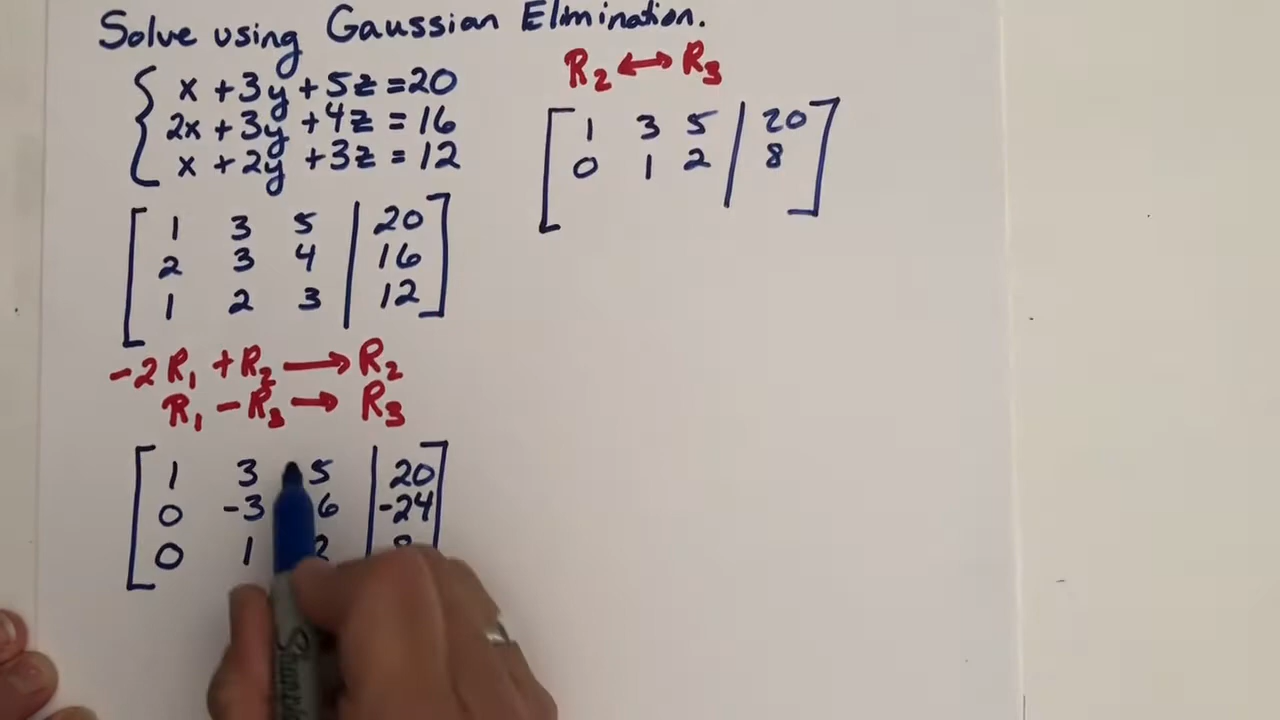 Solve using Gaussian Elimination.
x + 3y + 5z = 20
2x + 3y + 4z = 16
x + 2y + 3z = 12
1 3 5 | 20
2 3 4 | 16
1 2 3 | 12
-2R₁ + R₂ → R₂
R₁ - R₃ → R₃
1 3 5 | 20
0 -3 6 | -24
0 1 2 |
R₂ ↔ R₃
1 3 5 | 20
0 1 2 | 8